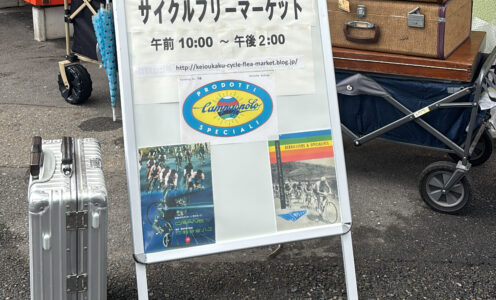 サイクルフリーマーケット
午前 10:00 ～ 午後 2:00
http://keioukaku-cycle-flea-market.blog.jp/
PRODOTTI
Campagnolo
SPECIALI